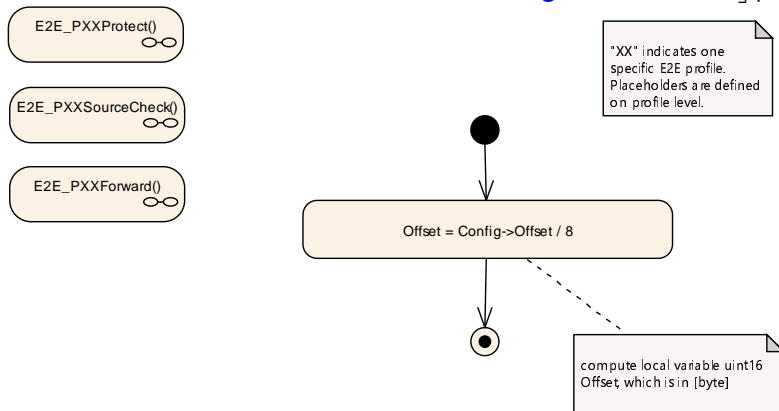 E2E_PXXProtect()
E2E_PXXSourceCheck()
E2E_PXXForward()
"XX" indicates one
specific E2E profile.
Placeholders are defined
on profile level.
Offset = Config->Offset / 8
compute local variable uint16
Offset, which is in [byte]